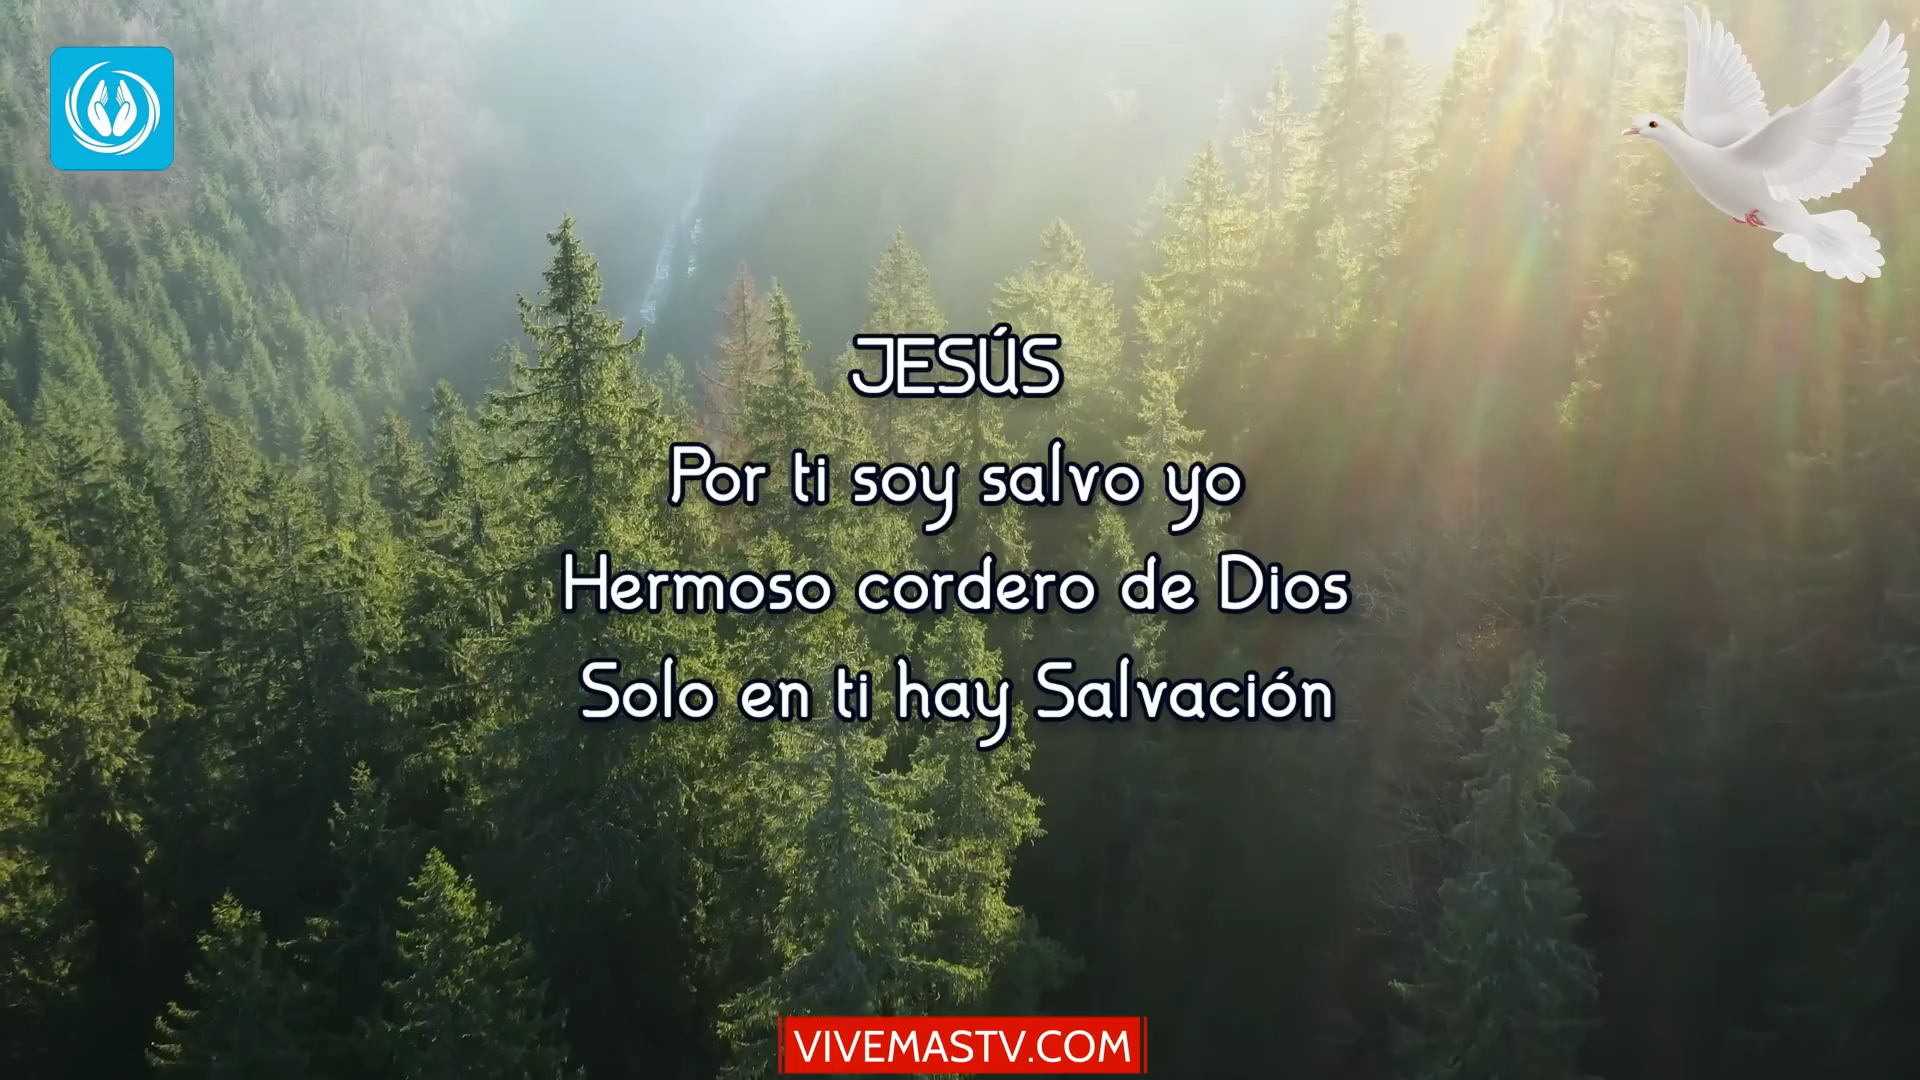 JESÚS
Por ti soy salvo yo
Hermoso cordero de Dios
Solo en ti hay Salvación
VIVEMASTV.COM